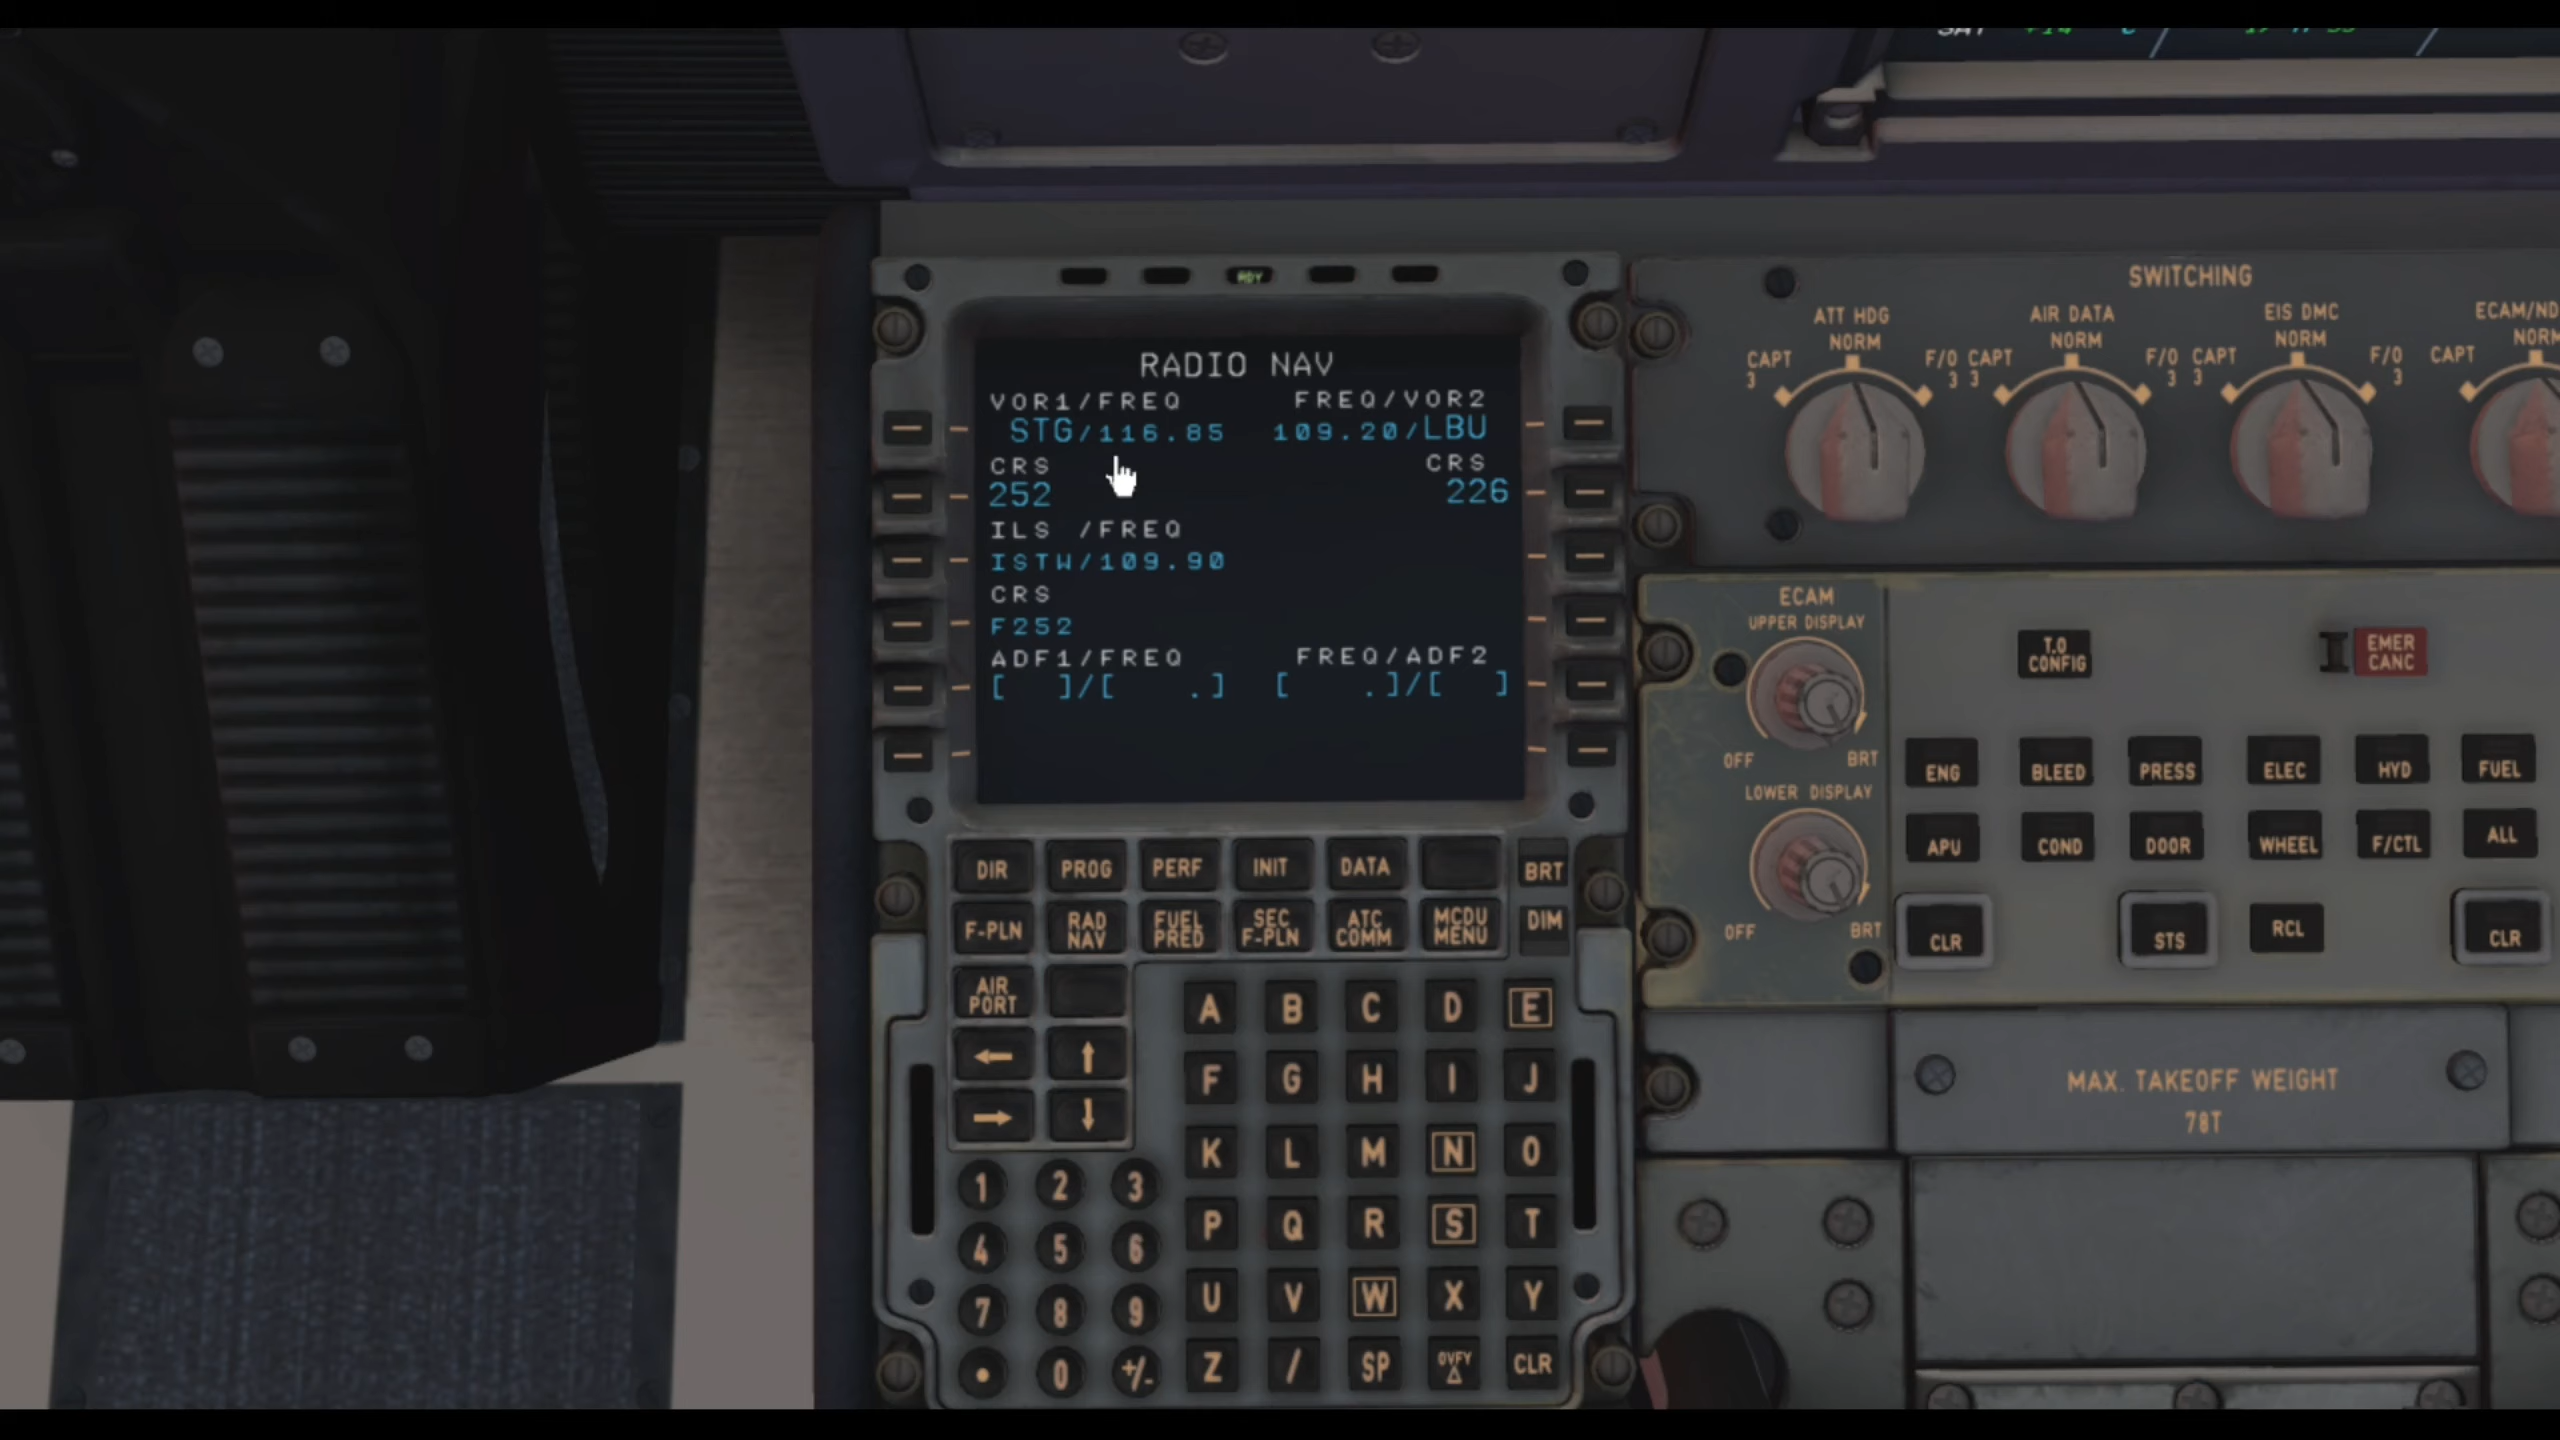 SAT +14 C
RDY
RADIO NAV
VOR1/FREQ FREQ/VOR2
STG/116.85 109.20/LBU
CRS CRS
252 226
ILS /FREQ
ISTW/109.90
CRS
F252
ADF1/FREQ FREQ/ADF2
[ ]/[ .] [ .]/[ ]
DIR PROG PERF INIT DATA BRT
F-PLN RAD NAV FUEL PRED SEC F-PLN ATC COMM MCDU MENU DIM
AIR PORT
← ↑
→ ↓
A B C D E
F G H I J
K L M N O
P Q R S T
U V W X Y
Z / SP OVFY Δ CLR
1 2 3
4 5 6
7 8 9
. 0 +/-
SWITCHING
ATT HDG AIR DATA EIS DMC ECAM/ND
NORM NORM NORM NORM
CAPT 3 F/O 3 CAPT 3 F/O 3 CAPT 3 F/O 3 CAPT
ECAM
UPPER DISPLAY
OFF BRT
LOWER DISPLAY
OFF BRT
T.O CONFIG
EMER CANC
ENG BLEED PRESS ELEC HYD FUEL
APU COND DOOR WHEEL F/CTL ALL
CLR STS RCL CLR
MAX. TAKEOFF WEIGHT
78T